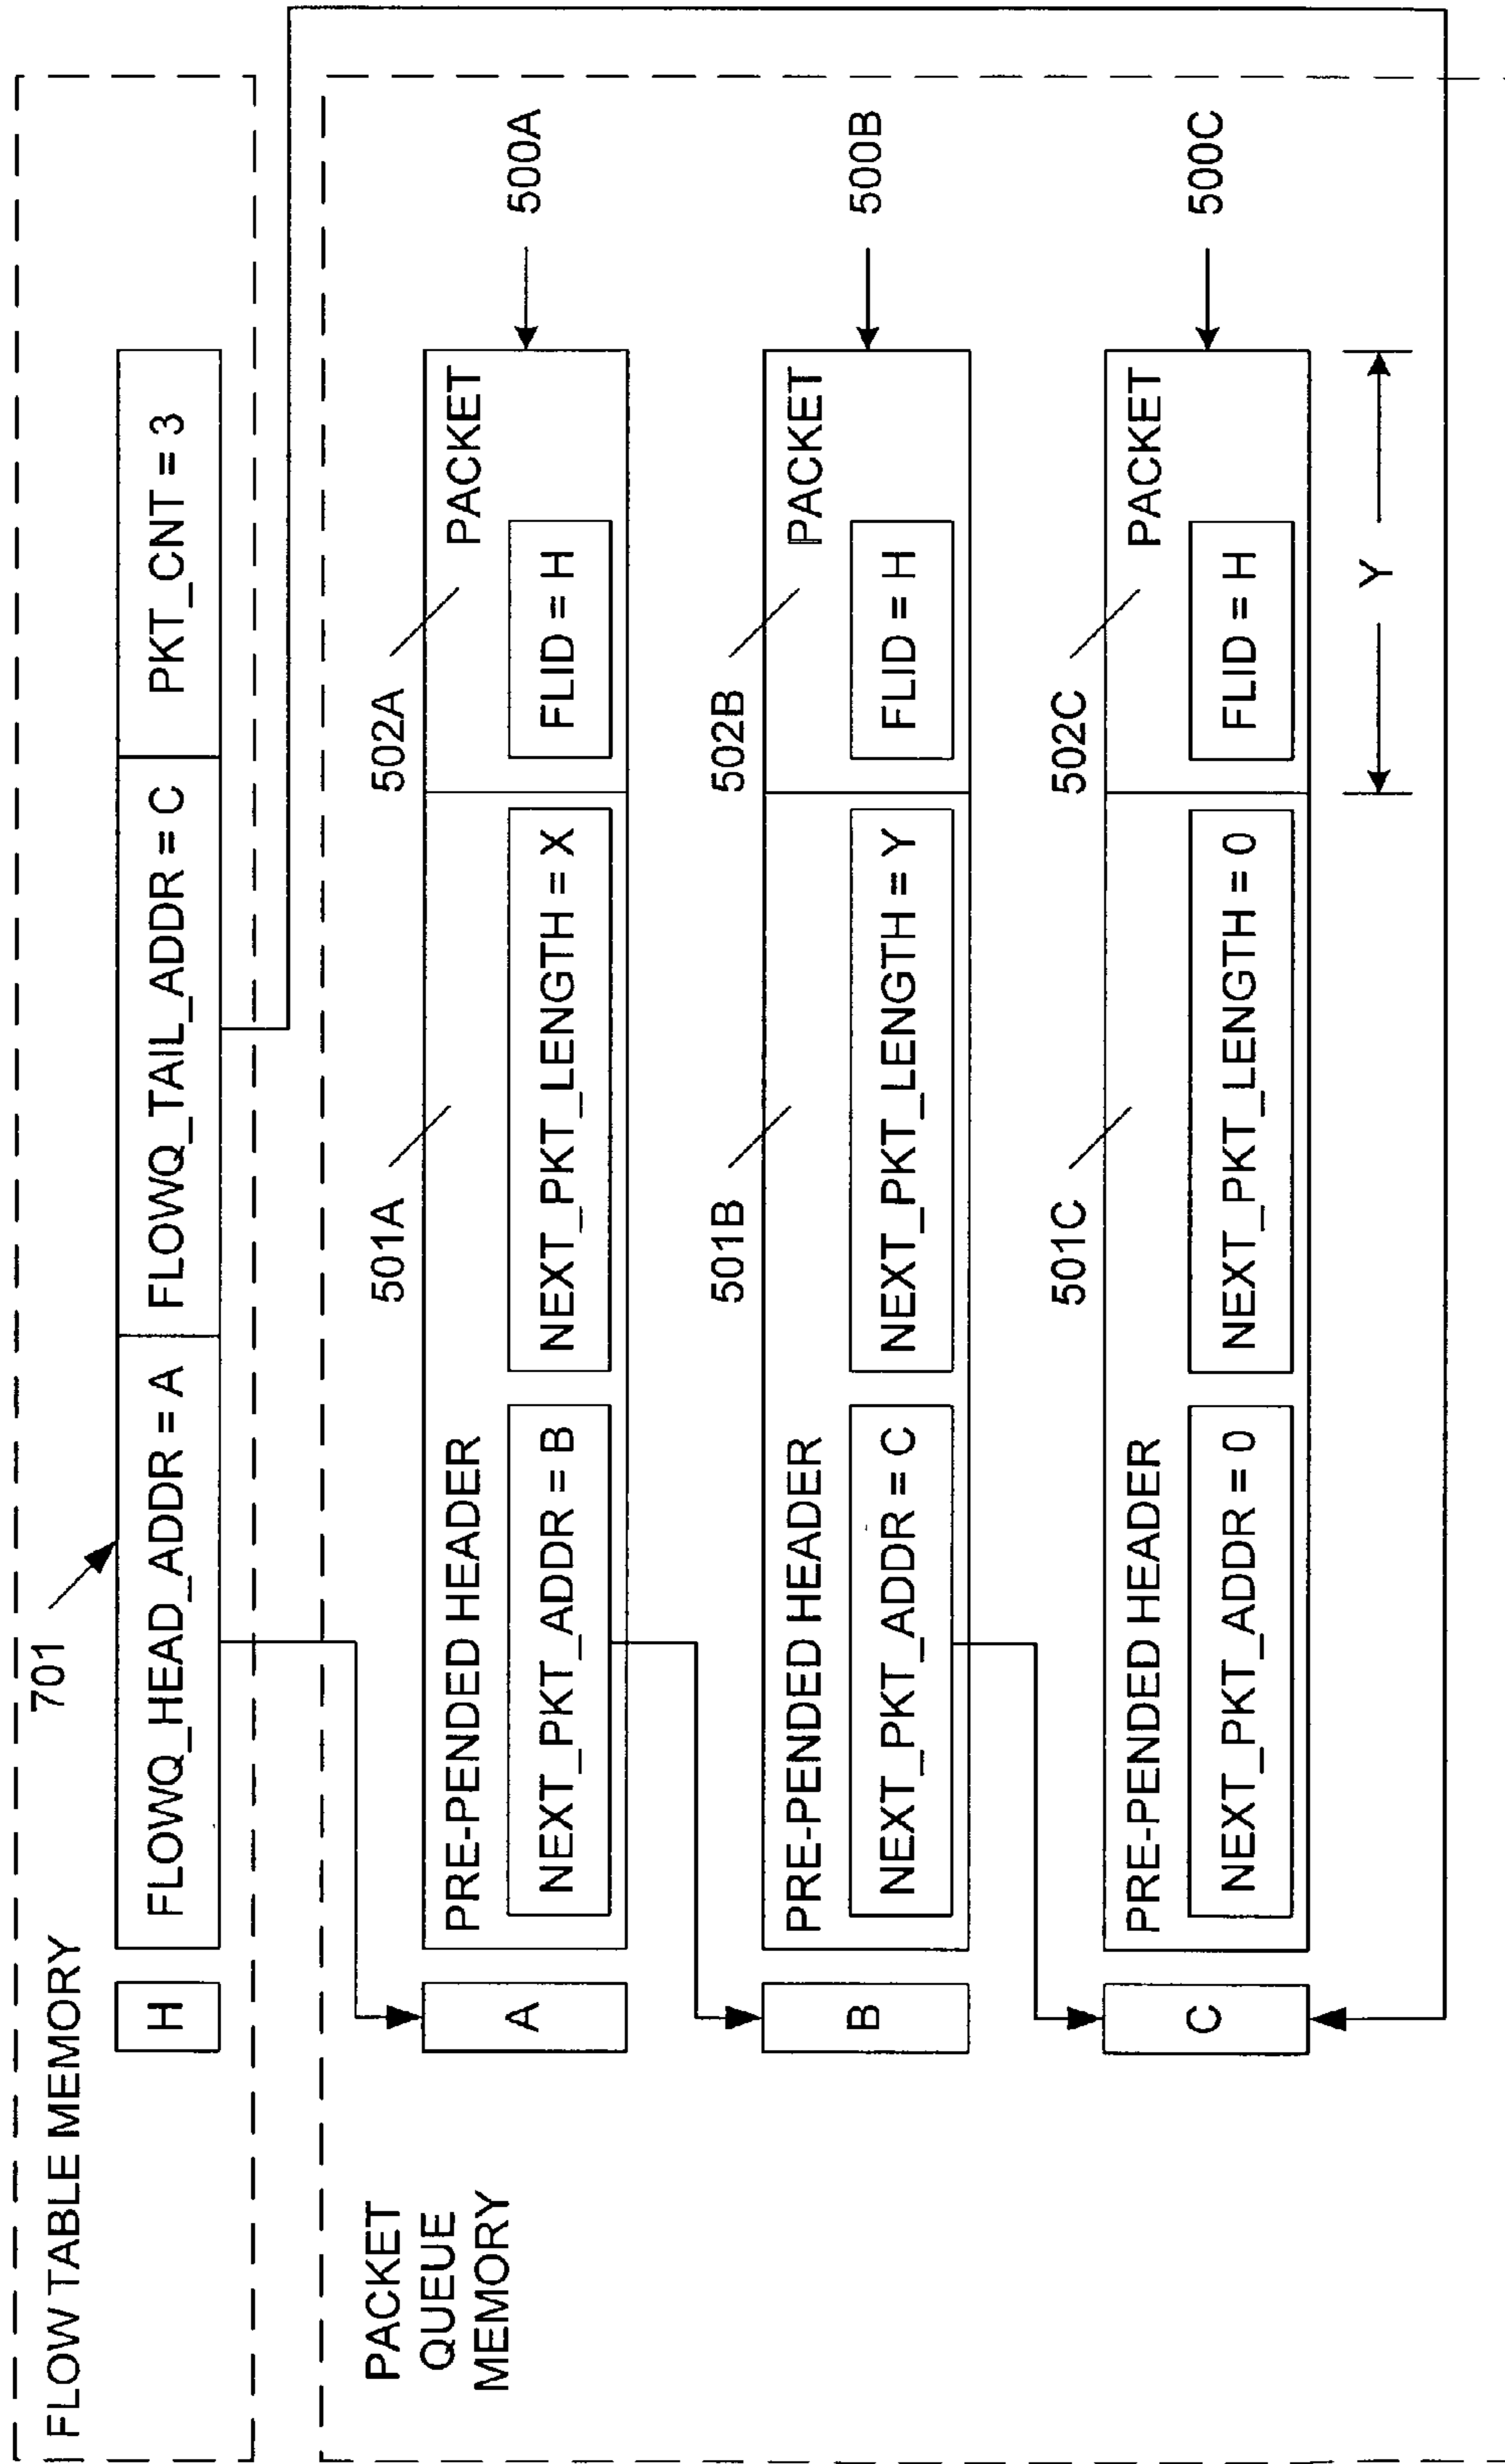 FLOW TABLE MEMORY
701
H
FLOWQ_HEAD_ADDR = A
FLOWQ_TAIL_ADDR = C
PKT_CNT = 3
PACKET
QUEUE
MEMORY
501A
502A
A
PRE-PENDED HEADER
NEXT_PKT_ADDR = B
NEXT_PKT_LENGTH = X
PACKET
FLID = H
500A
501B
502B
B
PRE-PENDED HEADER
NEXT_PKT_ADDR = C
NEXT_PKT_LENGTH = Y
PACKET
FLID = H
500B
501C
502C
C
PRE-PENDED HEADER
NEXT_PKT_ADDR = 0
NEXT_PKT_LENGTH = 0
PACKET
FLID = H
500C
Y